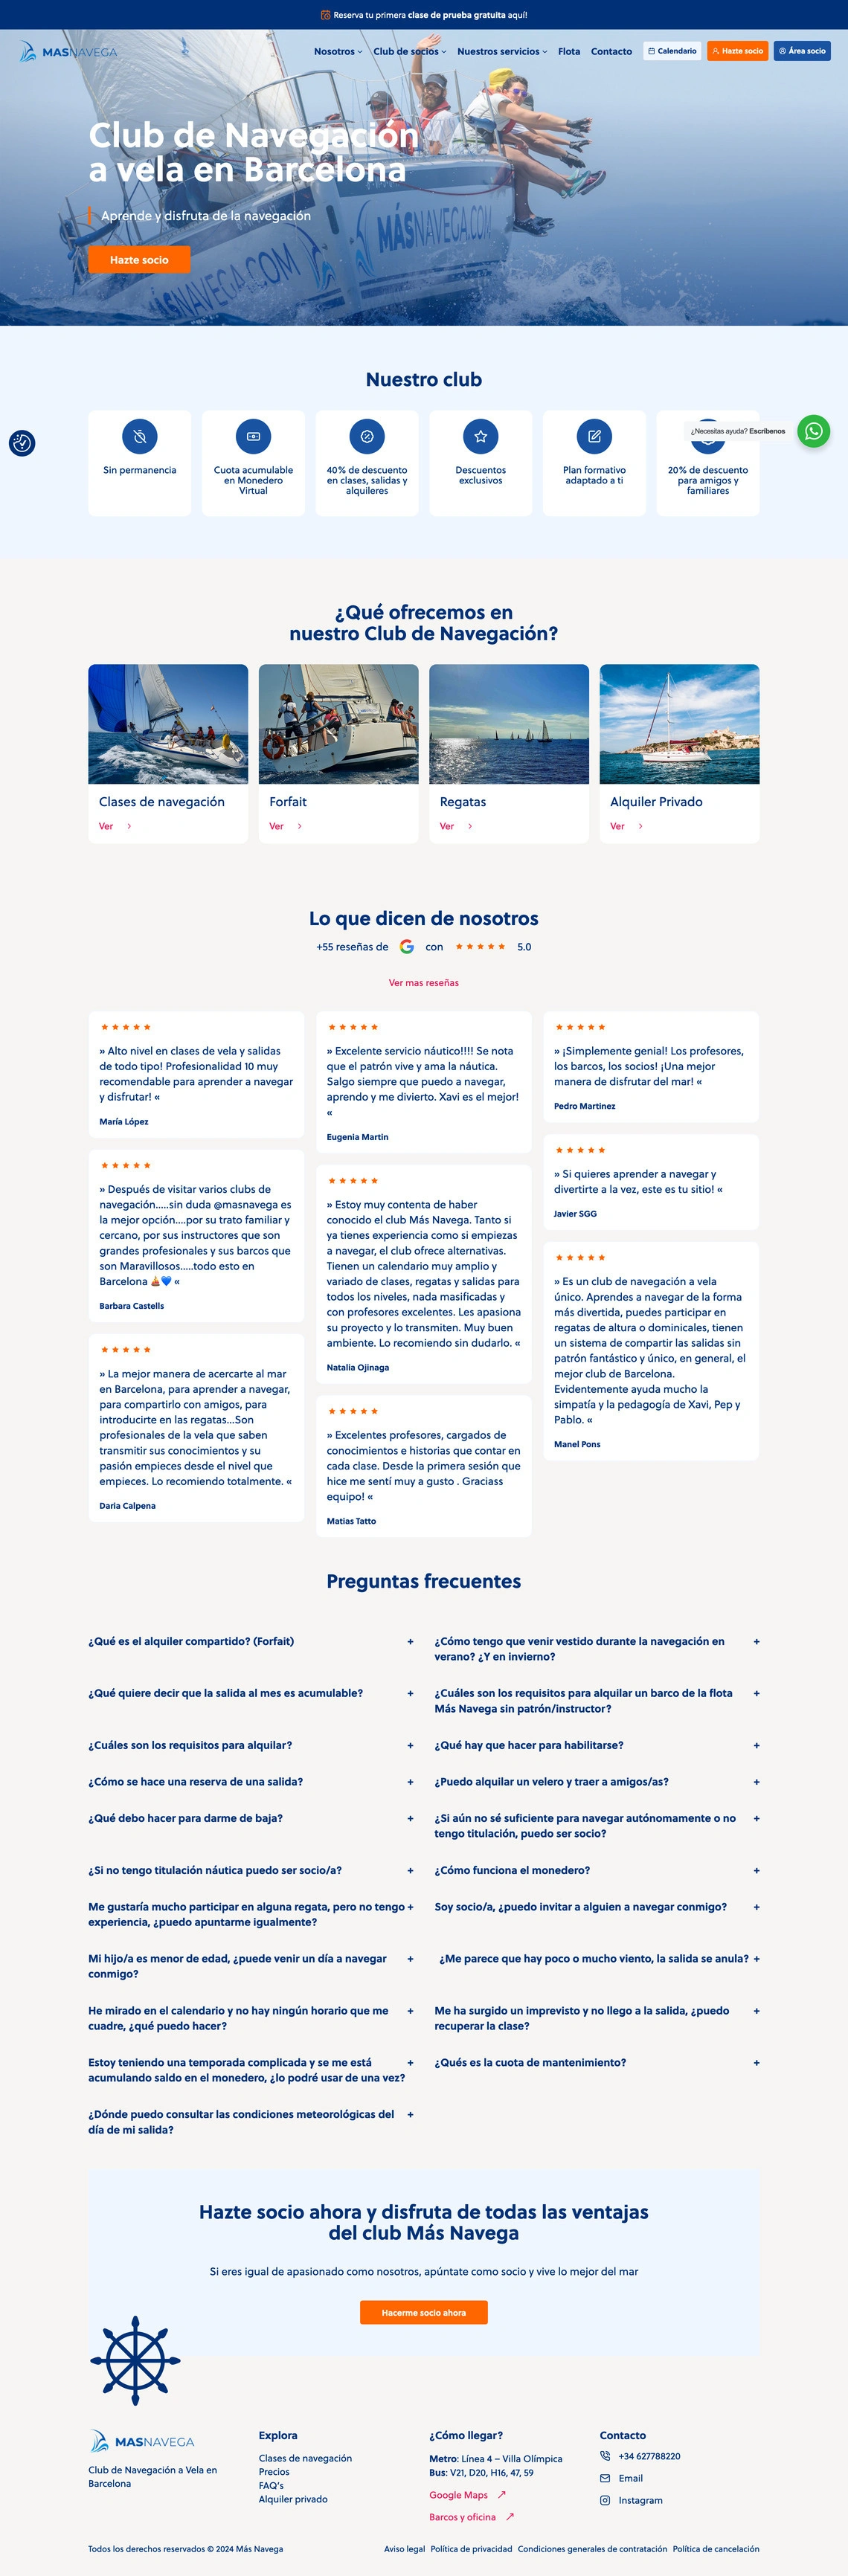 Reserva tu primera clase de prueba gratuita aquí!
MASNAVEGA
Nosotros
Club de socios
Nuestros servicios
Flota
Contacto
Calendario
Hazte socio
Área socio
Club de Navegación
a vela en Barcelona
Aprende y disfruta de la navegación
Hazte socio
MÁSNAVEGA.COM
MASNAVEGA.COM
Nuestro club
¿Necesitas ayuda? Escríbenos
Sin permanencia
Cuota acumulable
en Monedero
Virtual
40% de descuento
en clases, salidas y
alquileres
Descuentos
exclusivos
Plan formativo
adaptado a ti
20% de descuento
para amigos y
familiares
¿Qué ofrecemos en
nuestro Club de Navegación?
Clases de navegación
Ver
Forfait
Ver
Regatas
Ver
Alquiler Privado
Ver
Lo que dicen de nosotros
+55 reseñas de G con 5.0
Ver mas reseñas
» Alto nivel en clases de vela y salidas
de todo tipo! Profesionalidad 10 muy
recomendable para aprender a navegar
y disfrutar! «
María López
» Después de visitar varios clubs de
navegación.....sin duda @masnavega es
la mejor opción....por su trato familiar y
cercano, por sus instructores que son
grandes profesionales y sus barcos que
son Maravillosos.....todo esto en
Barcelona ⛵💙 «
Barbara Castells
» La mejor manera de acercarte al mar
en Barcelona, para aprender a navegar,
para compartirlo con amigos, para
introducirte en las regatas...Son
profesionales de la vela que saben
transmitir sus conocimientos y su
pasión empieces desde el nivel que
empieces. Lo recomiendo totalmente. «
Daria Calpena
» Excelente servicio náutico!!!! Se nota
que el patrón vive y ama la náutica.
Salgo siempre que puedo a navegar,
aprendo y me divierto. Xavi es el mejor!
«
Eugenia Martin
» Estoy muy contenta de haber
conocido el club Más Navega. Tanto si
ya tienes experiencia como si empiezas
a navegar, el club ofrece alternativas.
Tienen un calendario muy amplio y
variado de clases, regatas y salidas para
todos los niveles, nada masificadas y
con profesores excelentes. Les apasiona
su proyecto y lo transmiten. Muy buen
ambiente. Lo recomiendo sin dudarlo. «
Natalia Ojinaga
» Excelentes profesores, cargados de
conocimientos e historias que contar en
cada clase. Desde la primera sesión que
hice me sentí muy a gusto . Graciass
equipo! «
Matias Tatto
» ¡Simplemente genial! Los profesores,
los barcos, los socios! ¡Una mejor
manera de disfrutar del mar! «
Pedro Martinez
» Si quieres aprender a navegar y
divertirte a la vez, este es tu sitio! «
Javier SGG
» Es un club de navegación a vela
único. Aprendes a navegar de la forma
más divertida, puedes participar en
regatas de altura o dominicales, tienen
un sistema de compartir las salidas sin
patrón fantástico y único, en general, el
mejor club de Barcelona.
Evidentemente ayuda mucho la
simpatía y la pedagogía de Xavi, Pep y
Pablo. «
Manel Pons
Preguntas frecuentes
¿Qué es el alquiler compartido? (Forfait) +
¿Cómo tengo que venir vestido durante la navegación en +
verano? ¿Y en invierno?
¿Qué quiere decir que la salida al mes es acumulable? +
¿Cuáles son los requisitos para alquilar un barco de la flota +
Más Navega sin patrón/instructor?
¿Cuáles son los requisitos para alquilar? +
¿Qué hay que hacer para habilitarse? +
¿Cómo se hace una reserva de una salida? +
¿Puedo alquilar un velero y traer a amigos/as? +
¿Qué debo hacer para darme de baja? +
¿Si aún no sé suficiente para navegar autónomamente o no +
tengo titulación, puedo ser socio?
¿Si no tengo titulación náutica puedo ser socio/a? +
¿Cómo funciona el monedero? +
Me gustaría mucho participar en alguna regata, pero no tengo +
experiencia, ¿puedo apuntarme igualmente?
Soy socio/a, ¿puedo invitar a alguien a navegar conmigo? +
Mi hijo/a es menor de edad, ¿puede venir un día a navegar +
conmigo?
¿Me parece que hay poco o mucho viento, la salida se anula? +
He mirado en el calendario y no hay ningún horario que me +
cuadre, ¿qué puedo hacer?
Me ha surgido un imprevisto y no llego a la salida, ¿puedo +
recuperar la clase?
Estoy teniendo una temporada complicada y se me está +
acumulando saldo en el monedero, ¿lo podré usar de una vez?
¿Qués es la cuota de mantenimiento? +
¿Dónde puedo consultar las condiciones meteorológicas del +
día de mi salida?
Hazte socio ahora y disfruta de todas las ventajas
del club Más Navega
Si eres igual de apasionado como nosotros, apúntate como socio y vive lo mejor del mar
Hacerme socio ahora
MASNAVEGA
Club de Navegación a Vela en
Barcelona
Explora
Clases de navegación
Precios
FAQ's
Alquiler privado
¿Cómo llegar?
Metro: Línea 4 – Villa Olímpica
Bus: V21, D20, H16, 47, 59
Google Maps
Barcos y oficina
Contacto
+34 627788220
Email
Instagram
Todos los derechos reservados © 2024 Más Navega
Aviso legal Política de privacidad Condiciones generales de contratación Política de cancelación